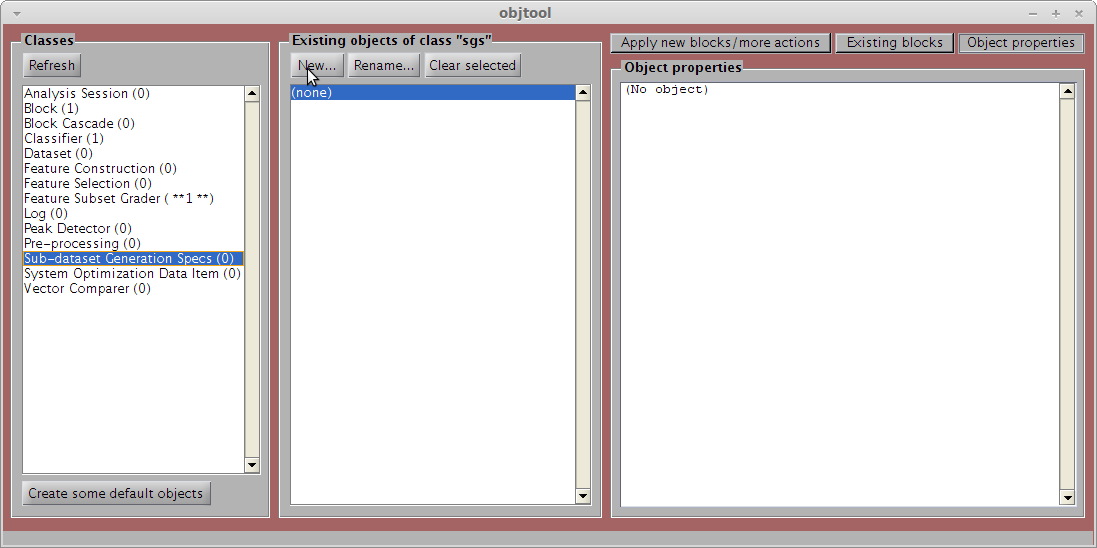 objtool
Classes
Refresh
Analysis Session (0)
Block (1)
Block Cascade (0)
Classifier (1)
Dataset (0)
Feature Construction (0)
Feature Selection (0)
Feature Subset Grader ( **1 **)
Log (0)
Peak Detector (0)
Pre-processing (0)
Sub-dataset Generation Specs (0)
System Optimization Data Item (0)
Vector Comparer (0)
Create some default objects
Existing objects of class "sgs"
New... Rename... Clear selected
(none)
Apply new blocks/more actions Existing blocks Object properties
Object properties
(No object)